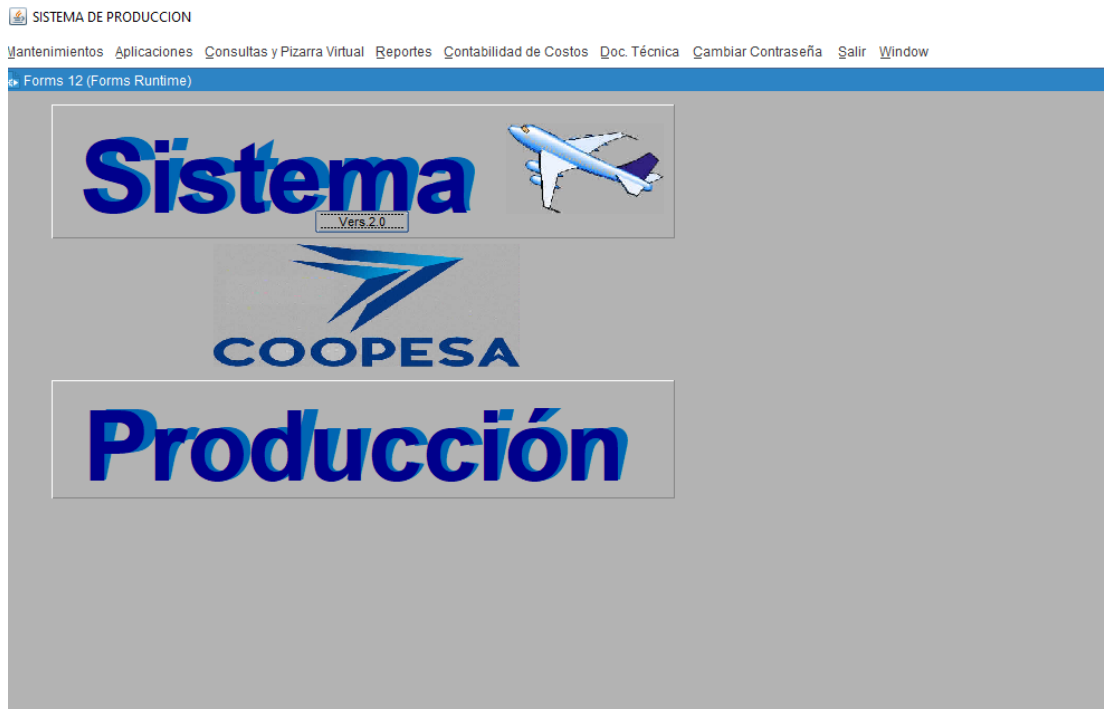 SISTEMA DE PRODUCCION
Mantenimientos Aplicaciones Consultas y Pizarra Virtual Reportes Contabilidad de Costos Doc. Técnica Cambiar Contraseña Salir Window
Forms 12 (Forms Runtime)
Sistema
Vers.2.0
COOPESA
Producción